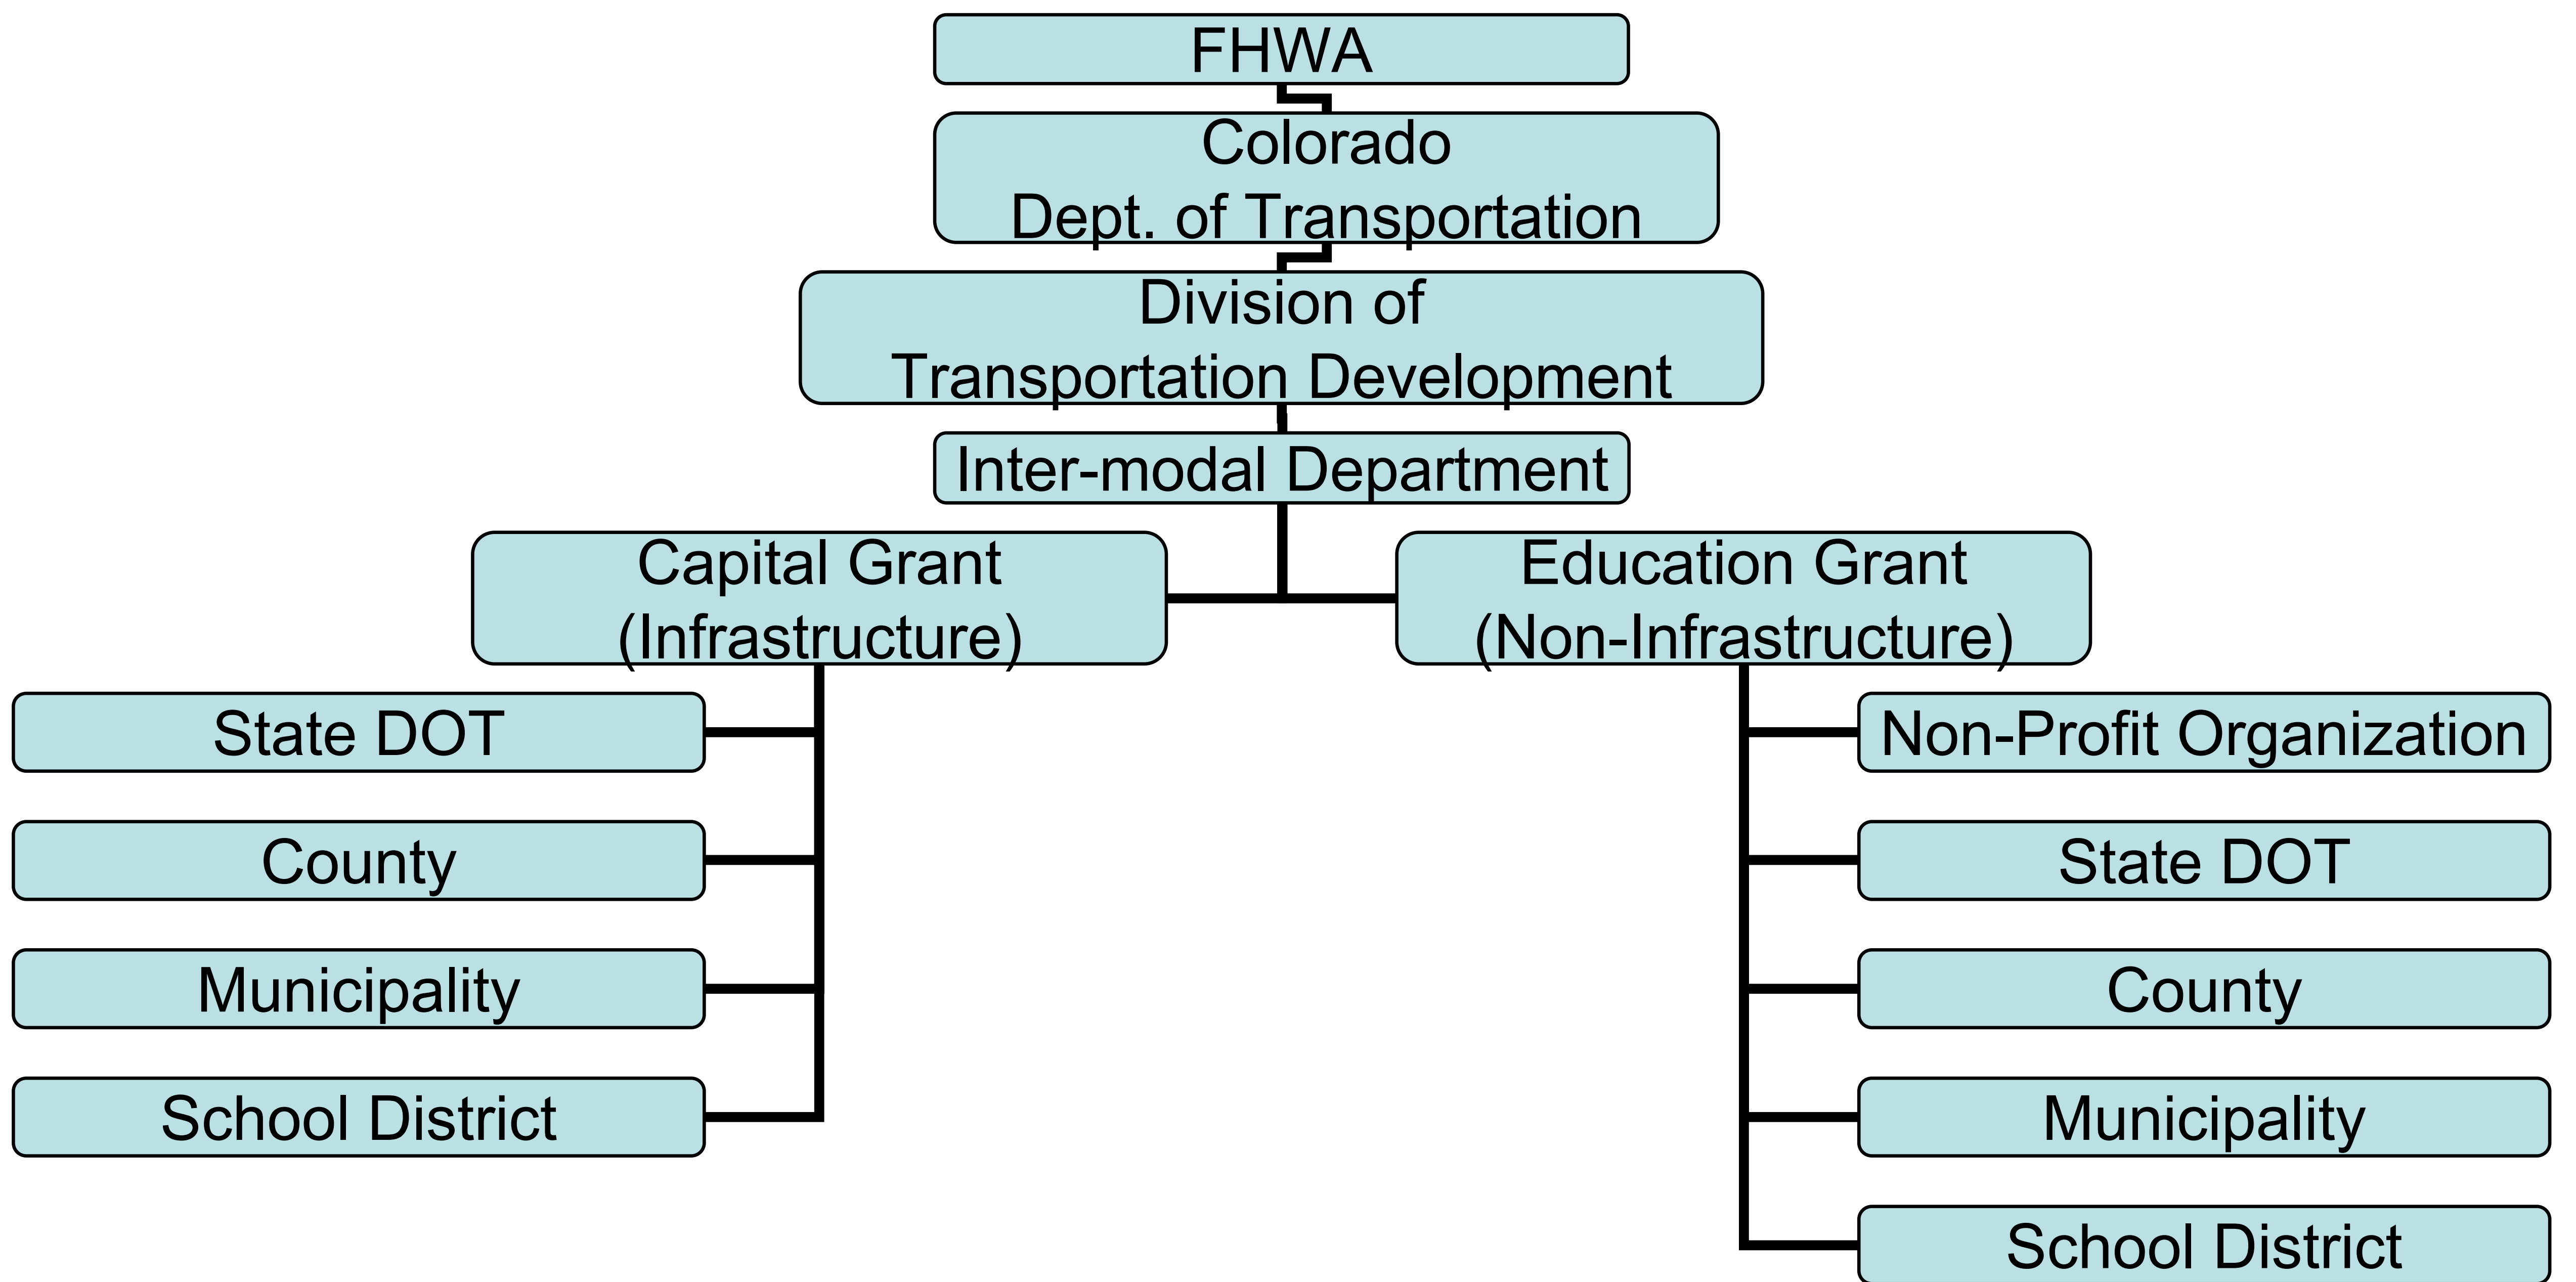 FHWA
Colorado
Dept. of Transportation
Division of
Transportation Development
Inter-modal Department
Capital Grant
(Infrastructure)
Education Grant
(Non-Infrastructure)
State DOT
County
Municipality
School District
Non-Profit Organization
State DOT
County
Municipality
School District